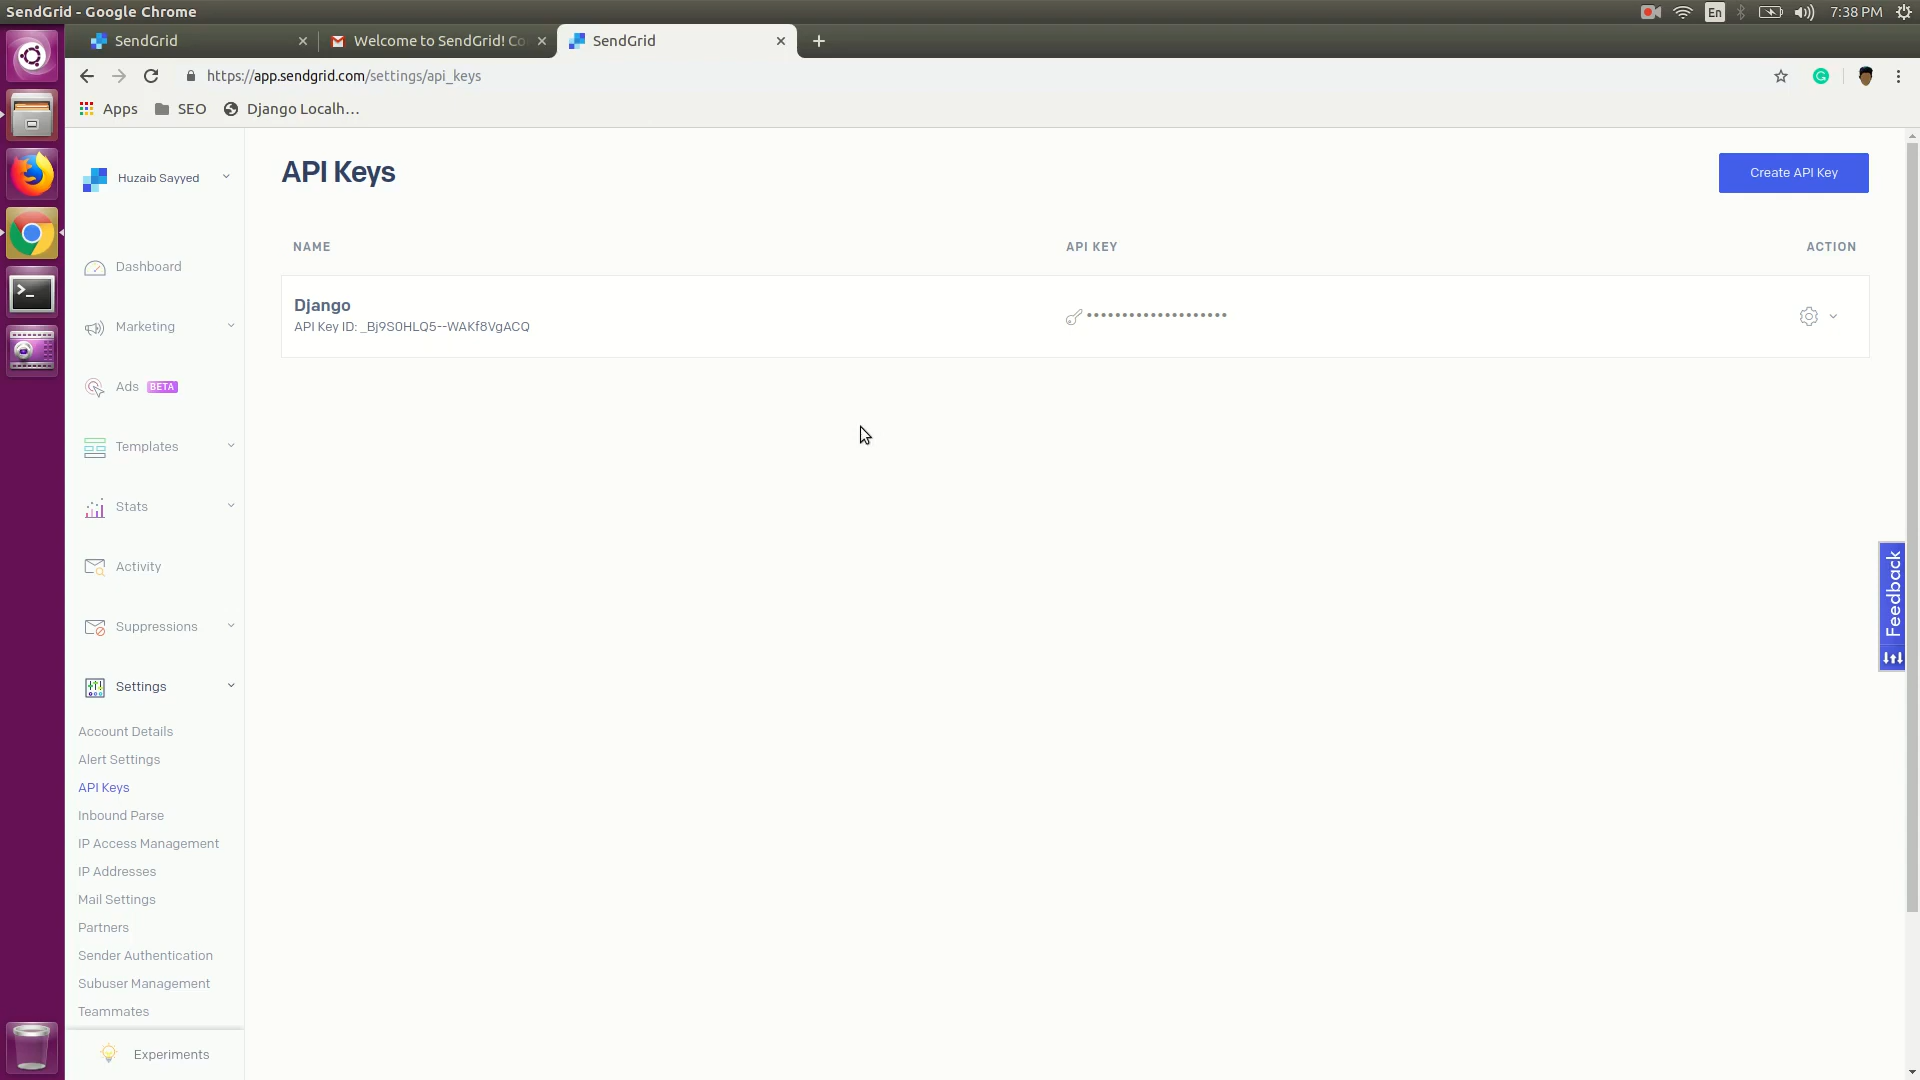 SendGrid - Google Chrome
En
7:38 PM
SendGrid
Welcome to SendGrid! Co
SendGrid
https://app.sendgrid.com/settings/api_keys
Apps
SEO
Django Localh…
Huzaib Sayyed
API Keys
Create API Key
NAME
API KEY
ACTION
Django
API Key ID: _Bj9S0HLQ5--WAKf8VgACQ
••••••••••••••••••••
Dashboard
Marketing
Ads BETA
Templates
Stats
Activity
Suppressions
Settings
Account Details
Alert Settings
API Keys
Inbound Parse
IP Access Management
IP Addresses
Mail Settings
Partners
Sender Authentication
Subuser Management
Teammates
Experiments
Feedback